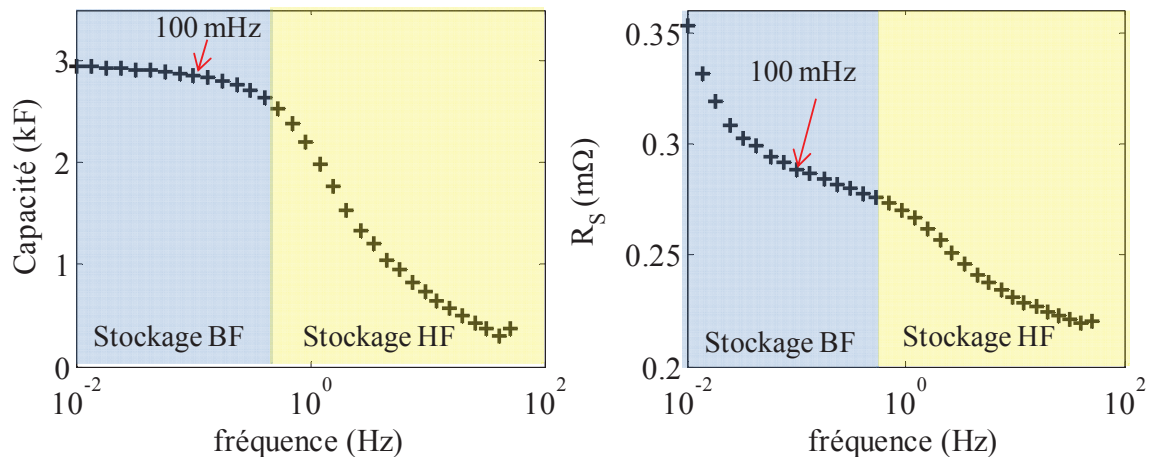 Capacité (kF)
3
2
1
0
100 mHz
Stockage BF
Stockage HF
10^-2
10^0
10^2
fréquence (Hz)
R_S (mΩ)
0.35
0.3
0.25
0.2
100 mHz
Stockage BF
Stockage HF
10^-2
10^0
10^2
fréquence (Hz)